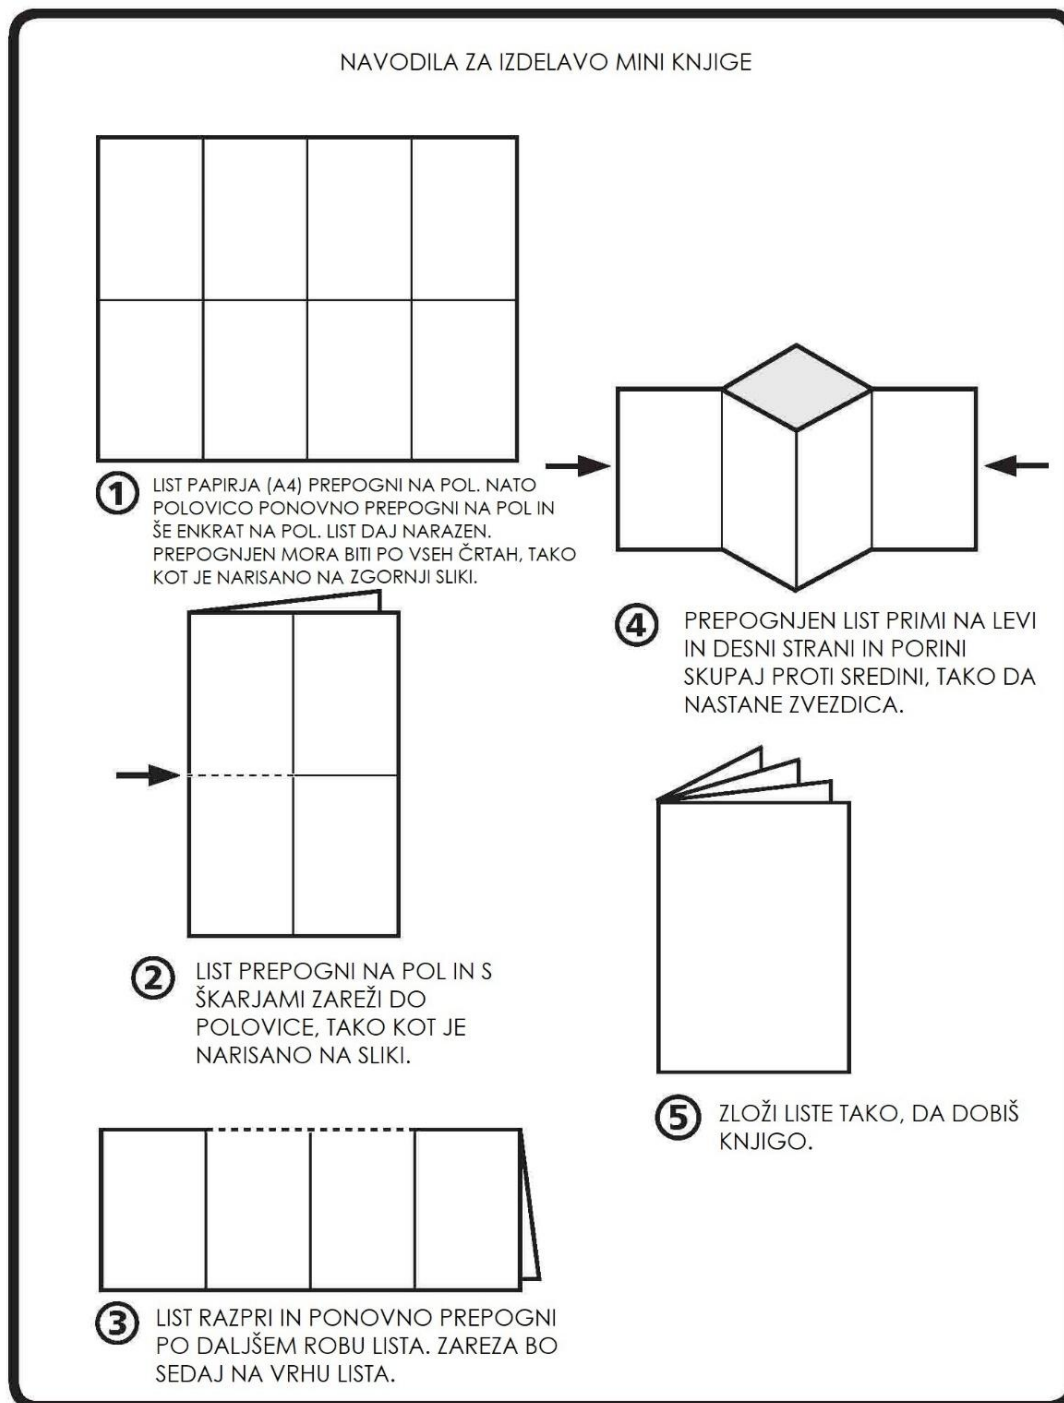 NAVODILA ZA IZDELAVO MINI KNJIGE
1
LIST PAPIRJA (A4) PREPOGNI NA POL. NATO
POLOVICO PONOVNO PREPOGNI NA POL IN
ŠE ENKRAT NA POL. LIST DAJ NARAZEN.
PREPOGNJEN MORA BITI PO VSEH ČRTAH, TAKO
KOT JE NARISANO NA ZGORNJI SLIKI.
2
LIST PREPOGNI NA POL IN S
ŠKARJAMI ZAREŽI DO
POLOVICE, TAKO KOT JE
NARISANO NA SLIKI.
3
LIST RAZPRI IN PONOVNO PREPOGNI
PO DALJŠEM ROBU LISTA. ZAREZA BO
SEDAJ NA VRHU LISTA.
4
PREPOGNJEN LIST PRIMI NA LEVI
IN DESNI STRANI IN PORINI
SKUPAJ PROTI SREDINI, TAKO DA
NASTANE ZVEZDICA.
5
ZLOŽI LISTE TAKO, DA DOBIŠ
KNJIGO.